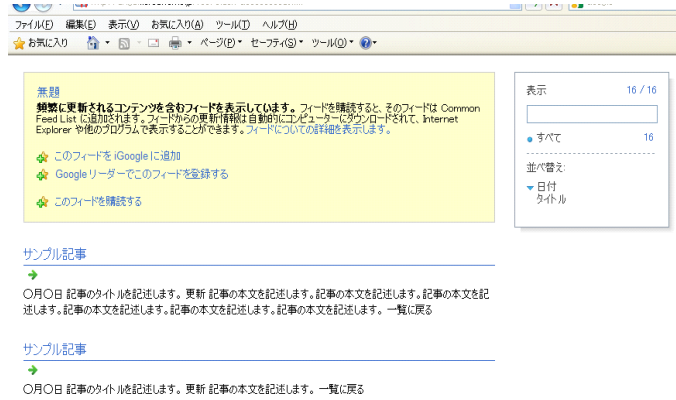 ファイル(F) 編集(E) 表示(V) お気に入り(A) ツール(T) ヘルプ(H)
お気に入り ページ(P) セーフティ(S) ツール(O)
無題
頻繁に更新されるコンテンツを含むフィードを表示しています。フィードを購読すると、そのフィードは Common
Feed List に追加されます。フィードからの更新情報は自動的にコンピューターにダウンロードされて、Internet
Explorer や他のプログラムで表示することができます。フィードについての詳細を表示します。
このフィードを iGoogle に追加
Google リーダーでこのフィードを登録する
このフィードを購読する
表示 16 / 16
すべて 16
並べ替え:
日付
タイトル
サンプル記事
〇月〇日 記事のタイトルを記述します。更新 記事の本文を記述します。記事の本文を記述します。記事の本文を記
述します。記事の本文を記述します。記事の本文を記述します。記事の本文を記述します。 一覧に戻る
サンプル記事
〇月〇日 記事のタイトルを記述します。更新 記事の本文を記述します。 一覧に戻る